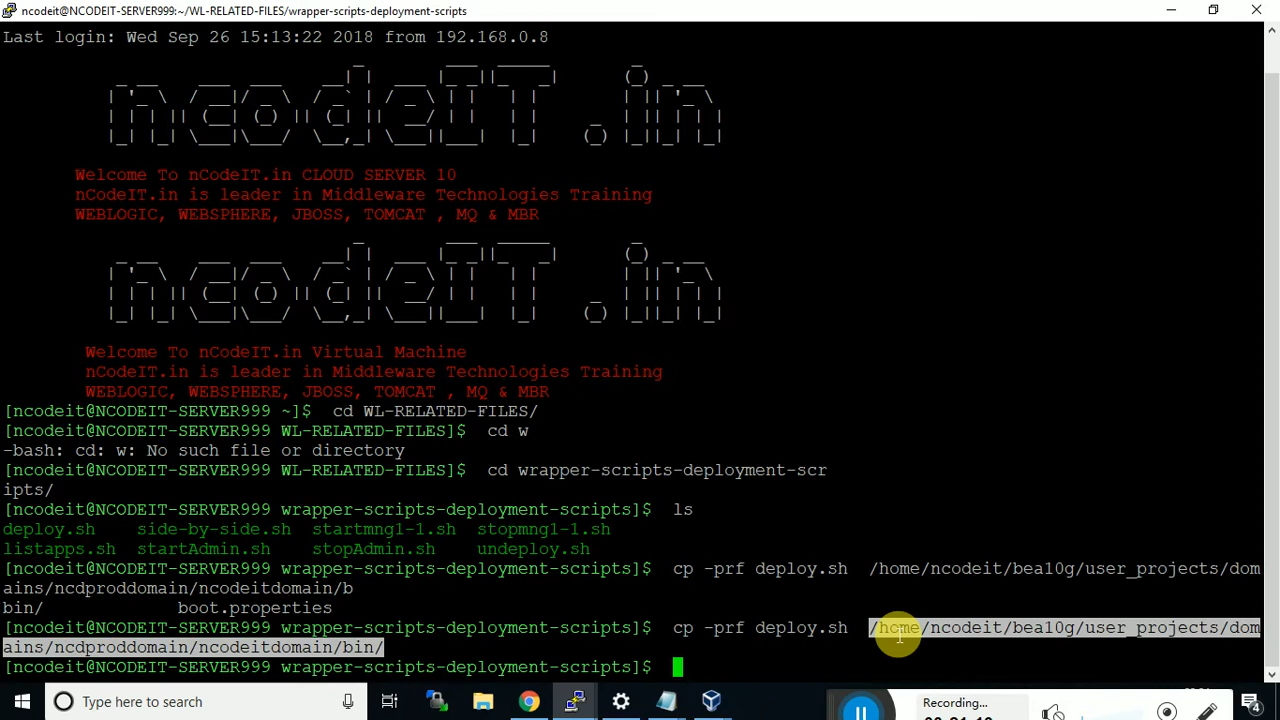 ncodeit@NCODEIT-SERVER999:~/WL-RELATED-FILES/wrapper-scripts-deployment-scripts
Last login: Wed Sep 26 15:13:22 2018 from 192.168.0.8
ncodeIT.in
Welcome To nCodeIT.in CLOUD SERVER 10
nCodeIT.in is leader in Middleware Technologies Training
WEBLOGIC, WEBSPHERE, JBOSS, TOMCAT , MQ & MBR
ncodeIT.in
Welcome To nCodeIT.in Virtual Machine
nCodeIT.in is leader in Middleware Technologies Training
WEBLOGIC, WEBSPHERE, JBOSS, TOMCAT , MQ & MBR
[ncodeit@NCODEIT-SERVER999 ~]$ cd WL-RELATED-FILES/
[ncodeit@NCODEIT-SERVER999 WL-RELATED-FILES]$ cd w
-bash: cd: w: No such file or directory
[ncodeit@NCODEIT-SERVER999 WL-RELATED-FILES]$ cd wrapper-scripts-deployment-scr
ipts/
[ncodeit@NCODEIT-SERVER999 wrapper-scripts-deployment-scripts]$ ls
deploy.sh side-by-side.sh startmng1-1.sh stopmng1-1.sh
listapps.sh startAdmin.sh stopAdmin.sh undeploy.sh
[ncodeit@NCODEIT-SERVER999 wrapper-scripts-deployment-scripts]$ cp -prf deploy.sh /home/ncodeit/bea10g/user_projects/dom
ains/ncdproddomain/ncodeitdomain/b
bin/ boot.properties
[ncodeit@NCODEIT-SERVER999 wrapper-scripts-deployment-scripts]$ cp -prf deploy.sh /home/ncodeit/bea10g/user_projects/dom
ains/ncdproddomain/ncodeitdomain/bin/
[ncodeit@NCODEIT-SERVER999 wrapper-scripts-deployment-scripts]$
Type here to search
Recording...
4